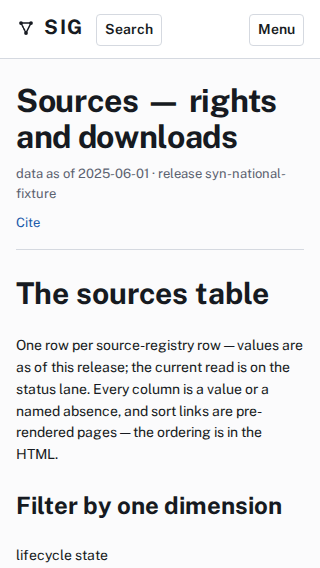 SIG
Search
Menu
Sources — rights
and downloads
data as of 2025-06-01 · release syn-national-
fixture
Cite
The sources table
One row per source-registry row — values are
as of this release; the current read is on the
status lane. Every column is a value or a
named absence, and sort links are pre-
rendered pages — the ordering is in the
HTML.
Filter by one dimension
lifecycle state